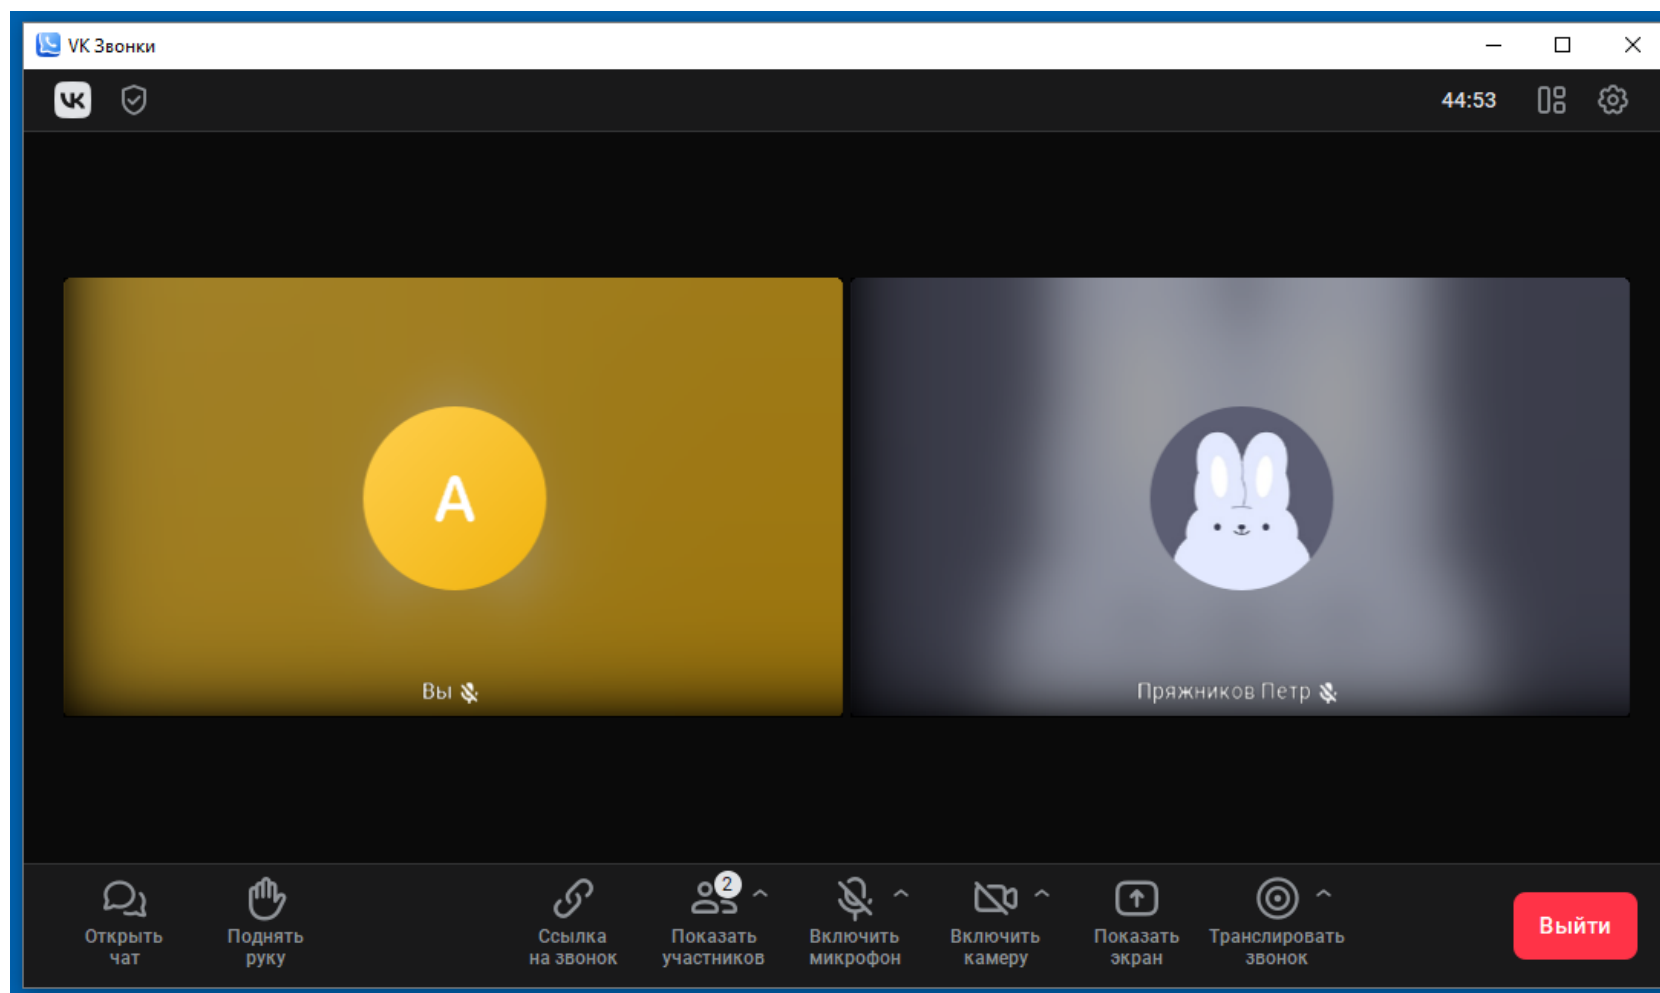 VK Звонки
VK
44:53
A
Вы
Пряжников Петр
2
Открыть
чат
Поднять
руку
Ссылка
на звонок
Показать
участников
Включить
микрофон
Включить
камеру
Показать
экран
Транслировать
звонок
Выйти